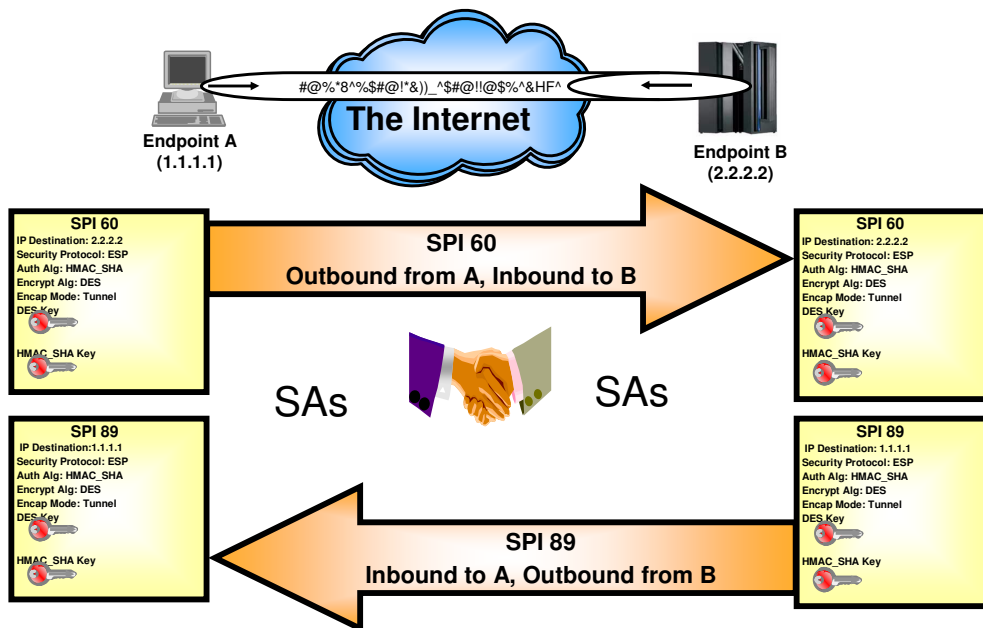 #@%*8^%$#@!*&))_^$#@!!@$%^&HF^
The Internet
Endpoint A
(1.1.1.1)
Endpoint B
(2.2.2.2)
SPI 60
IP Destination: 2.2.2.2
Security Protocol: ESP
Auth Alg: HMAC_SHA
Encrypt Alg: DES
Encap Mode: Tunnel
DES Key
HMAC_SHA Key
SPI 60
Outbound from A, Inbound to B
SPI 60
IP Destination: 2.2.2.2
Security Protocol: ESP
Auth Alg: HMAC_SHA
Encrypt Alg: DES
Encap Mode: Tunnel
DES Key
HMAC_SHA Key
SAs
SAs
SPI 89
IP Destination:1.1.1.1
Security Protocol: ESP
Auth Alg: HMAC_SHA
Encrypt Alg: DES
Encap Mode: Tunnel
DES Key
HMAC_SHA Key
SPI 89
Inbound to A, Outbound from B
SPI 89
IP Destination: 1.1.1.1
Security Protocol: ESP
Auth Alg: HMAC_SHA
Encrypt Alg: DES
Encap Mode: Tunnel
DES Key
HMAC_SHA Key